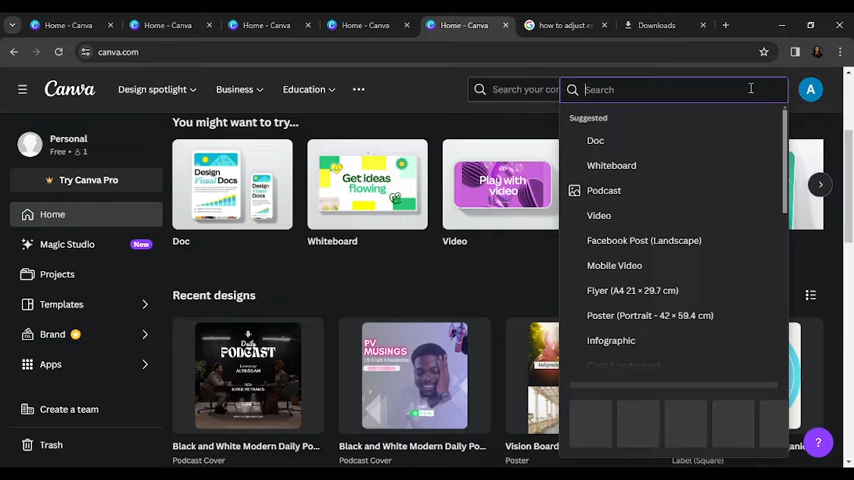 Home - Canva
Home - Canva
Home - Canva
Home - Canva
Home - Canva
how to adjust es
Downloads
canva.com
Canva
Design spotlight
Business
Education
Search your con
Search
A
Personal
Free • 1
Try Canva Pro
Home
Magic Studio
New
Projects
Templates
Brand
Apps
Create a team
Trash
You might want to try...
Design
Visual Docs
Get ideas
flowing
Play with
video
Doc
Whiteboard
Video
Recent designs
Daily
PODCAST
PV
MUSINGS
Black and White Modern Daily Po...
Podcast Cover
Black and White Modern Daily Po...
Podcast Cover
Vision Board
Poster
Label (Square)
Suggested
Doc
Whiteboard
Podcast
Video
Facebook Post (Landscape)
Mobile Video
Flyer (A4 21 × 29.7 cm)
Poster (Portrait - 42 × 59.4 cm)
Infographic
Card (Landscape)
?